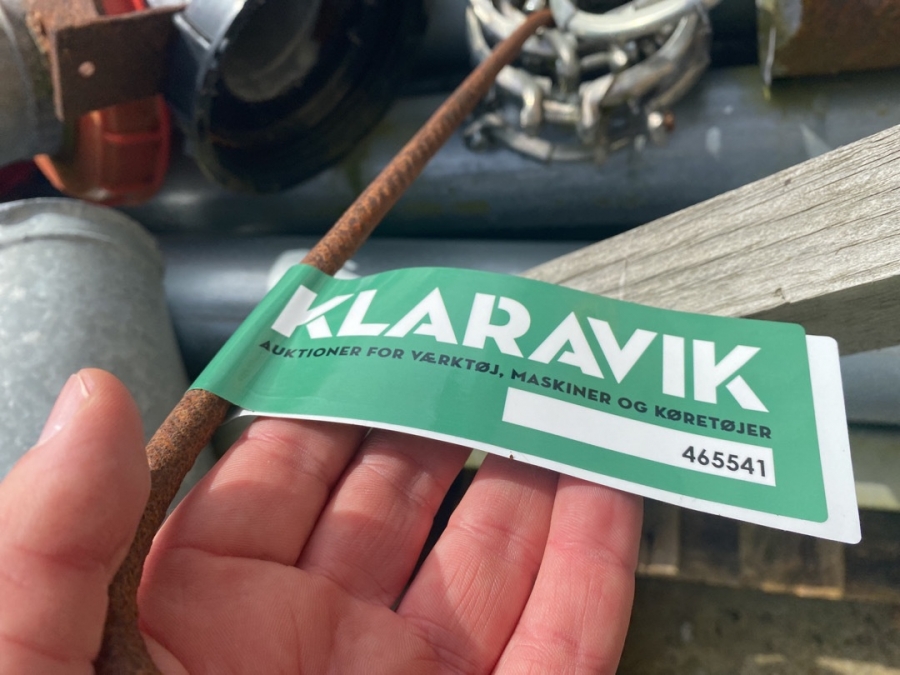 KLARAVIK
AUKTIONER FOR VÆRKTØJ, MASKINER OG KØRETØJER
465541